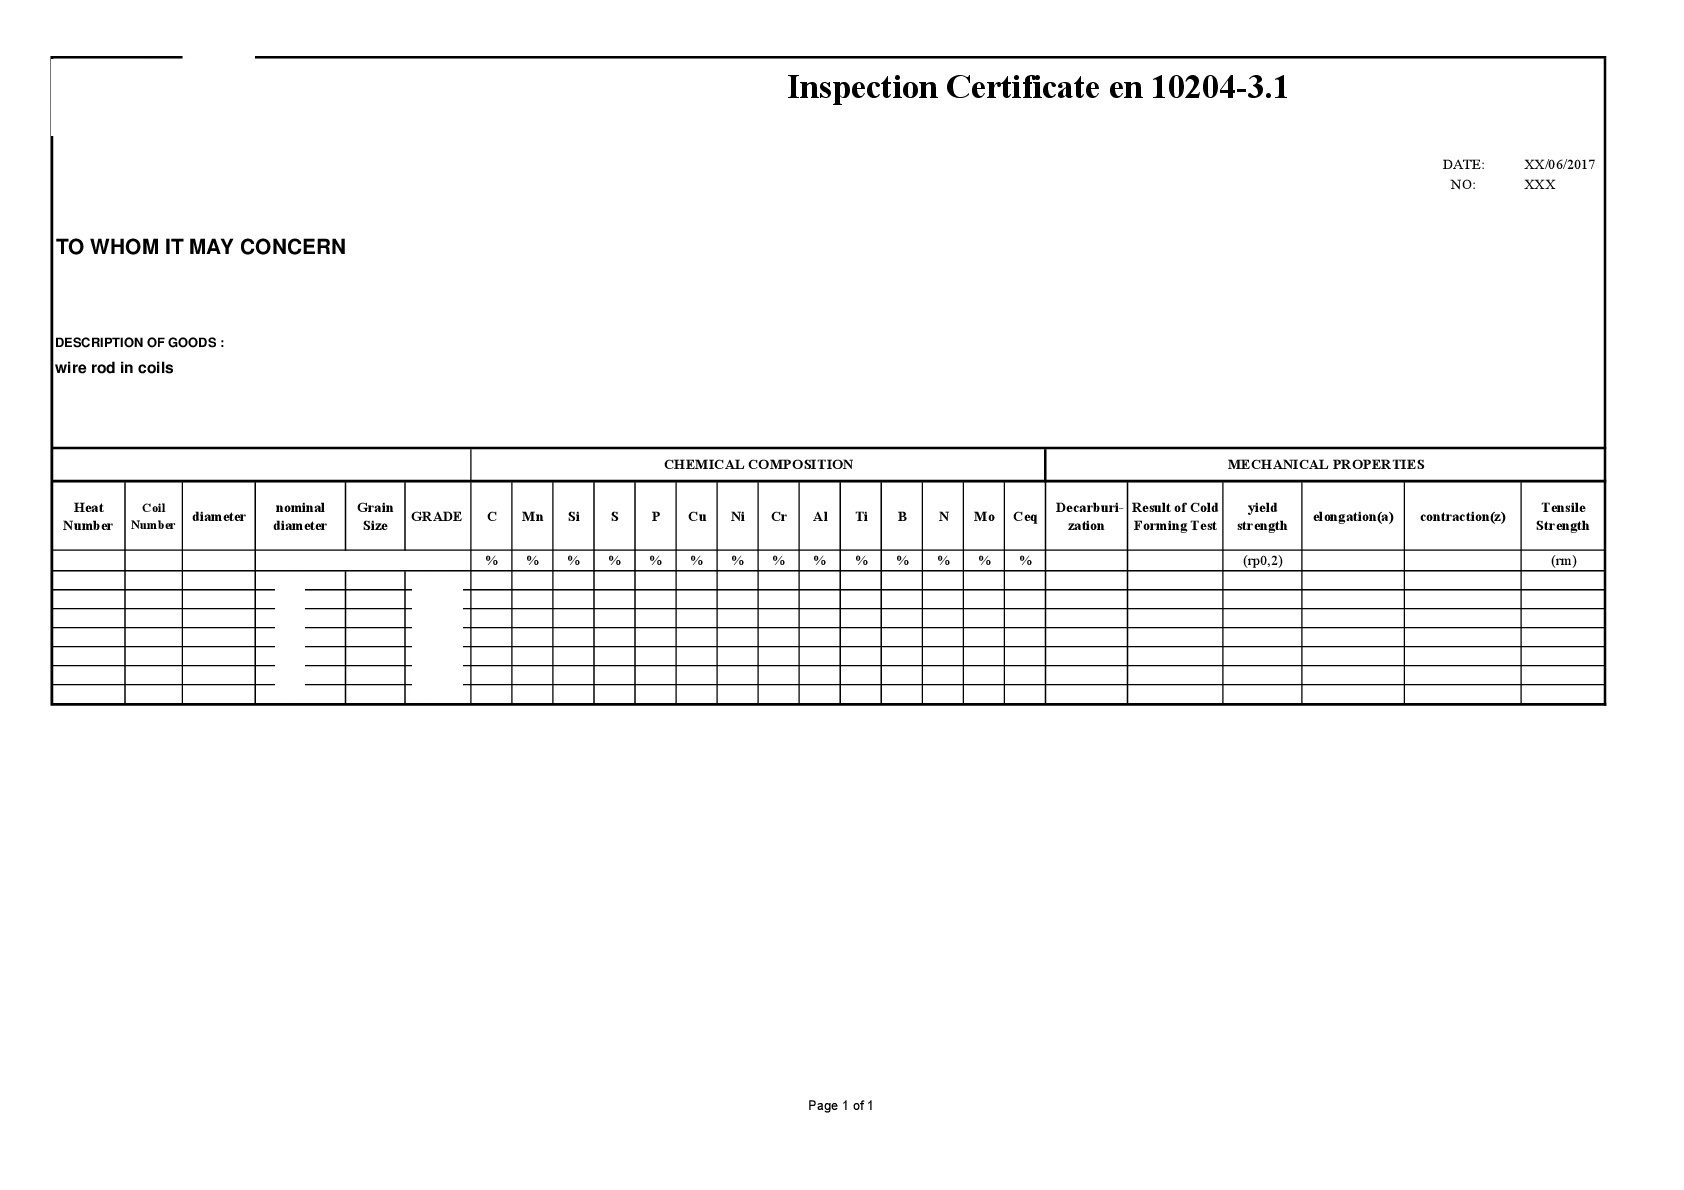 Inspection Certificate en 10204-3.1
DATE: XX/06/2017
NO: XXX
TO WHOM IT MAY CONCERN
DESCRIPTION OF GOODS :
wire rod in coils
CHEMICAL COMPOSITION MECHANICAL PROPERTIES
Heat Number Coil Number diameter nominal diameter Grain Size GRADE C Mn Si S P Cu Ni Cr Al Ti B N Mo Ceq Decarburi-zation Result of Cold Forming Test yield strength elongation(a) contraction(z) Tensile Strength
% % % % % % % % % % % % % % (rp0,2) (rm)
Page 1 of 1